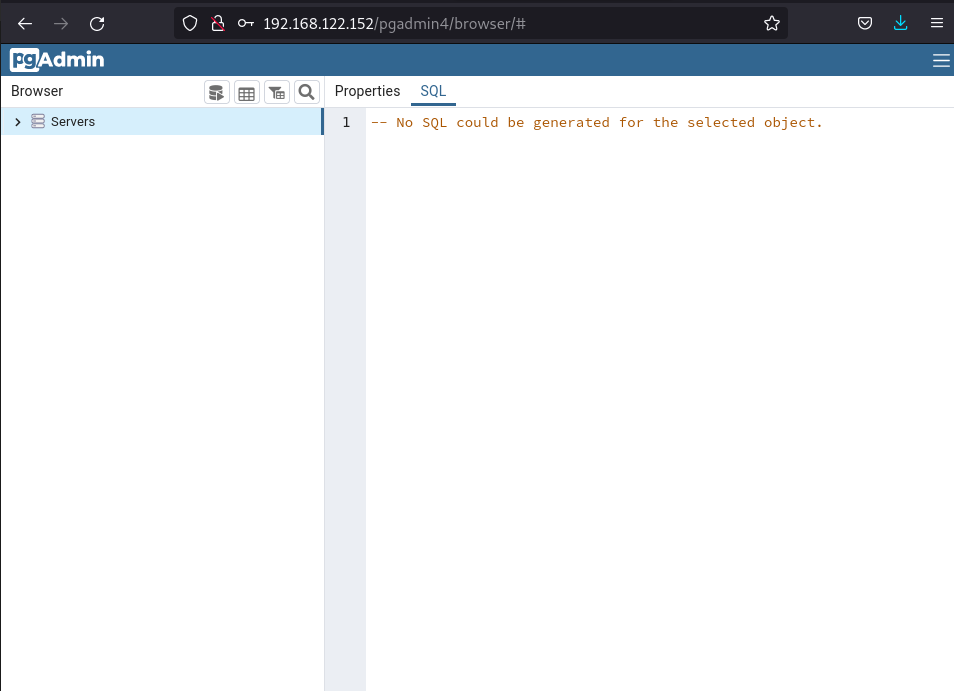 192.168.122.152/pgadmin4/browser/#
pgAdmin
Browser
Properties SQL
Servers
1 -- No SQL could be generated for the selected object.